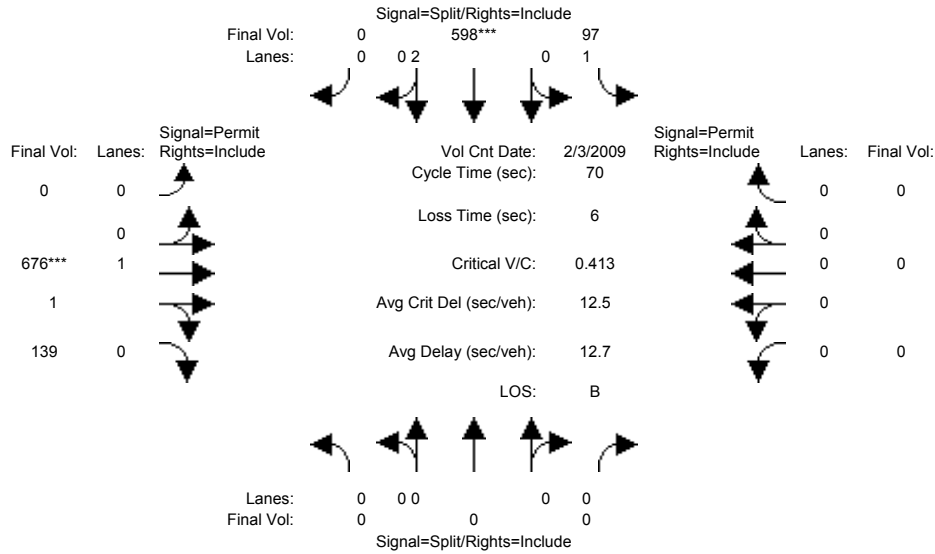 Signal=Split/Rights=Include
Final Vol: 0 598*** 97
Lanes: 0 0 2 0 1
Signal=Permit Signal=Permit
Final Vol: Lanes: Rights=Include Vol Cnt Date: 2/3/2009 Rights=Include Lanes: Final Vol:
Cycle Time (sec): 70
0 0 0 0
Loss Time (sec): 6
0 0
676*** 1 Critical V/C: 0.413 0 0
1 Avg Crit Del (sec/veh): 12.5 0
139 0 Avg Delay (sec/veh): 12.7 0 0
LOS: B
Lanes: 0 0 0 0 0
Final Vol: 0 0 0
Signal=Split/Rights=Include